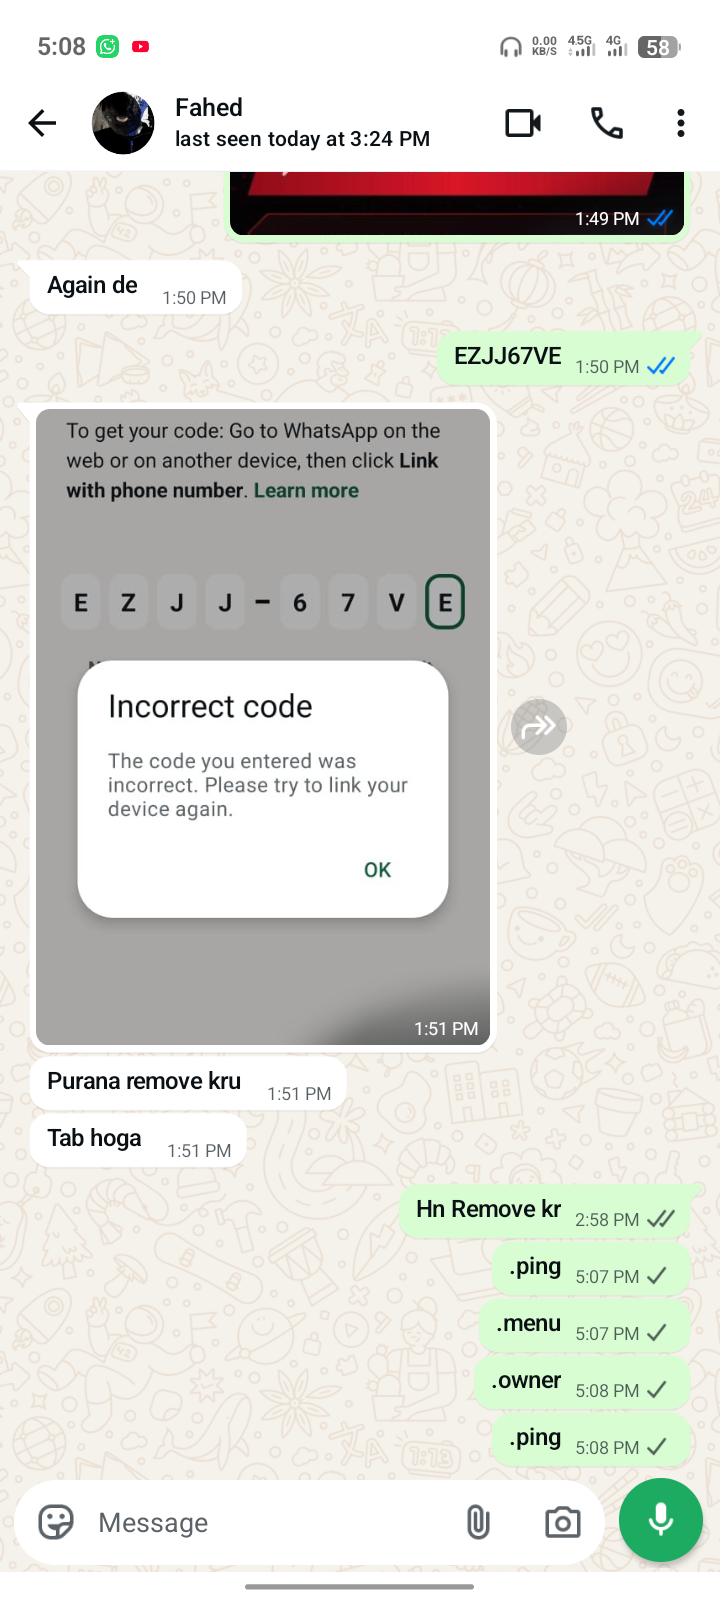 5:08
0.00 KB/S 4.5G 4G 58
Fahed
last seen today at 3:24 PM
1:49 PM
Again de 1:50 PM
EZJJ67VE 1:50 PM
To get your code: Go to WhatsApp on the
web or on another device, then click Link
with phone number. Learn more
E Z J J - 6 7 V E
Incorrect code
The code you entered was
incorrect. Please try to link your
device again.
OK
1:51 PM
Purana remove kru 1:51 PM
Tab hoga 1:51 PM
Hn Remove kr 2:58 PM
.ping 5:07 PM
.menu 5:07 PM
.owner 5:08 PM
.ping 5:08 PM
Message